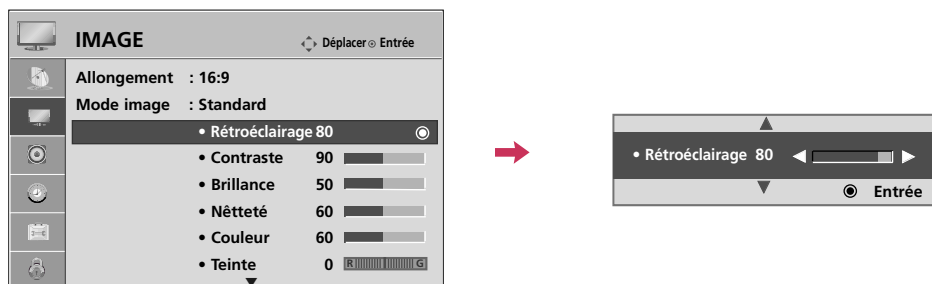 IMAGE
Déplacer Entrée
Allongement : 16:9
Mode image : Standard
• Rétroéclairage 80
• Contraste 90
• Brillance 50
• Nêtteté 60
• Couleur 60
• Teinte 0 R G
• Rétroéclairage 80
Entrée